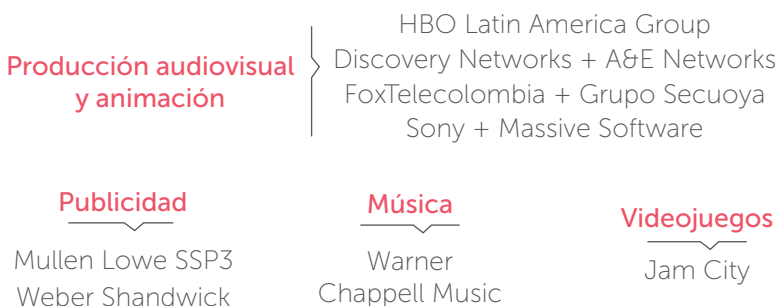 Producción audiovisual
y animación
HBO Latin America Group
Discovery Networks + A&E Networks
FoxTelecolombia + Grupo Secuoya
Sony + Massive Software
Publicidad
Mullen Lowe SSP3
Weber Shandwick
Música
Warner
Chappell Music
Videojuegos
Jam City